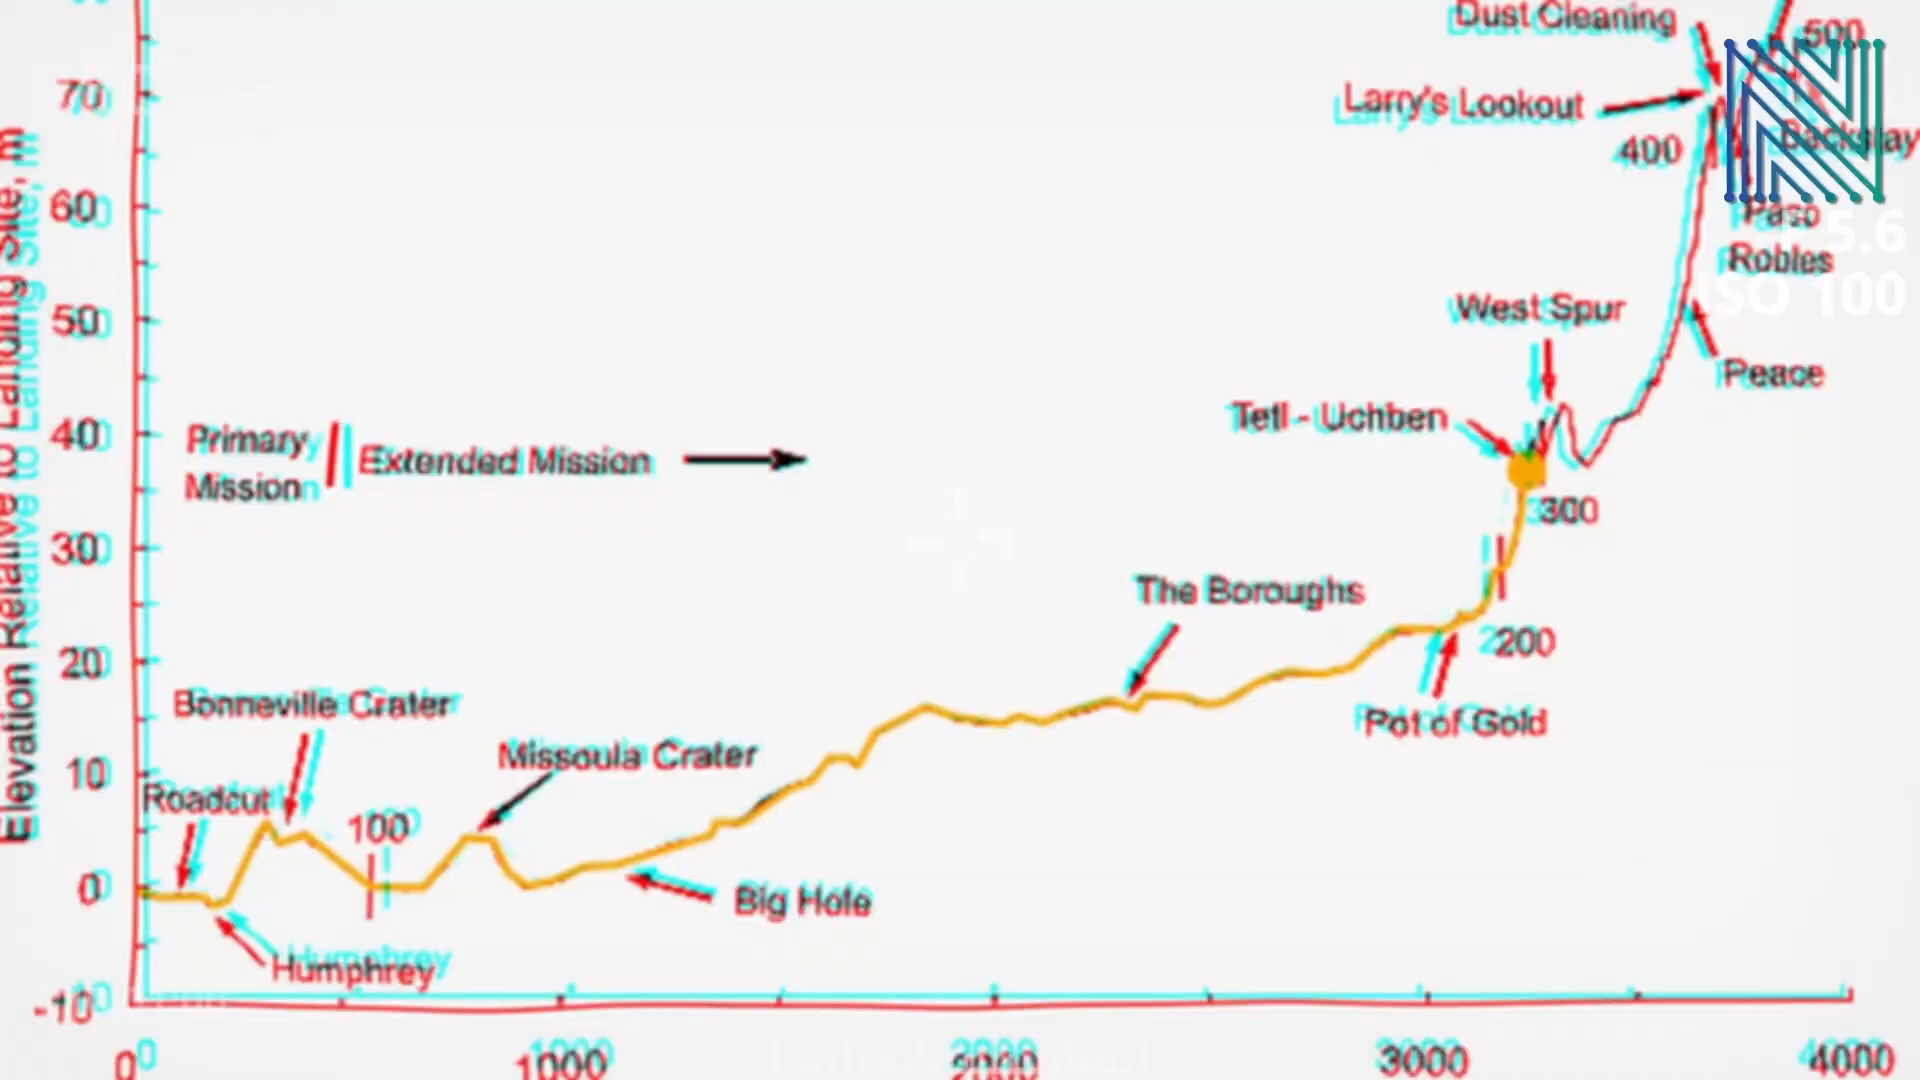 Dust Cleaning
500
70
Larry's Lookout
Backstay
400
60
Paso
Robles
5.6
ISO 100
50
West Spur
Peace
40
Tetl - Uchben
Primary
Mission
Extended Mission
300
30
The Boroughs
200
20
Pot of Gold
Bonneville Crater
Missoula Crater
10
Roadcut
100
0
Big Hole
Humphrey
-10
0
1000
2000
3000
4000
Elevation Relative to Landing Site, m